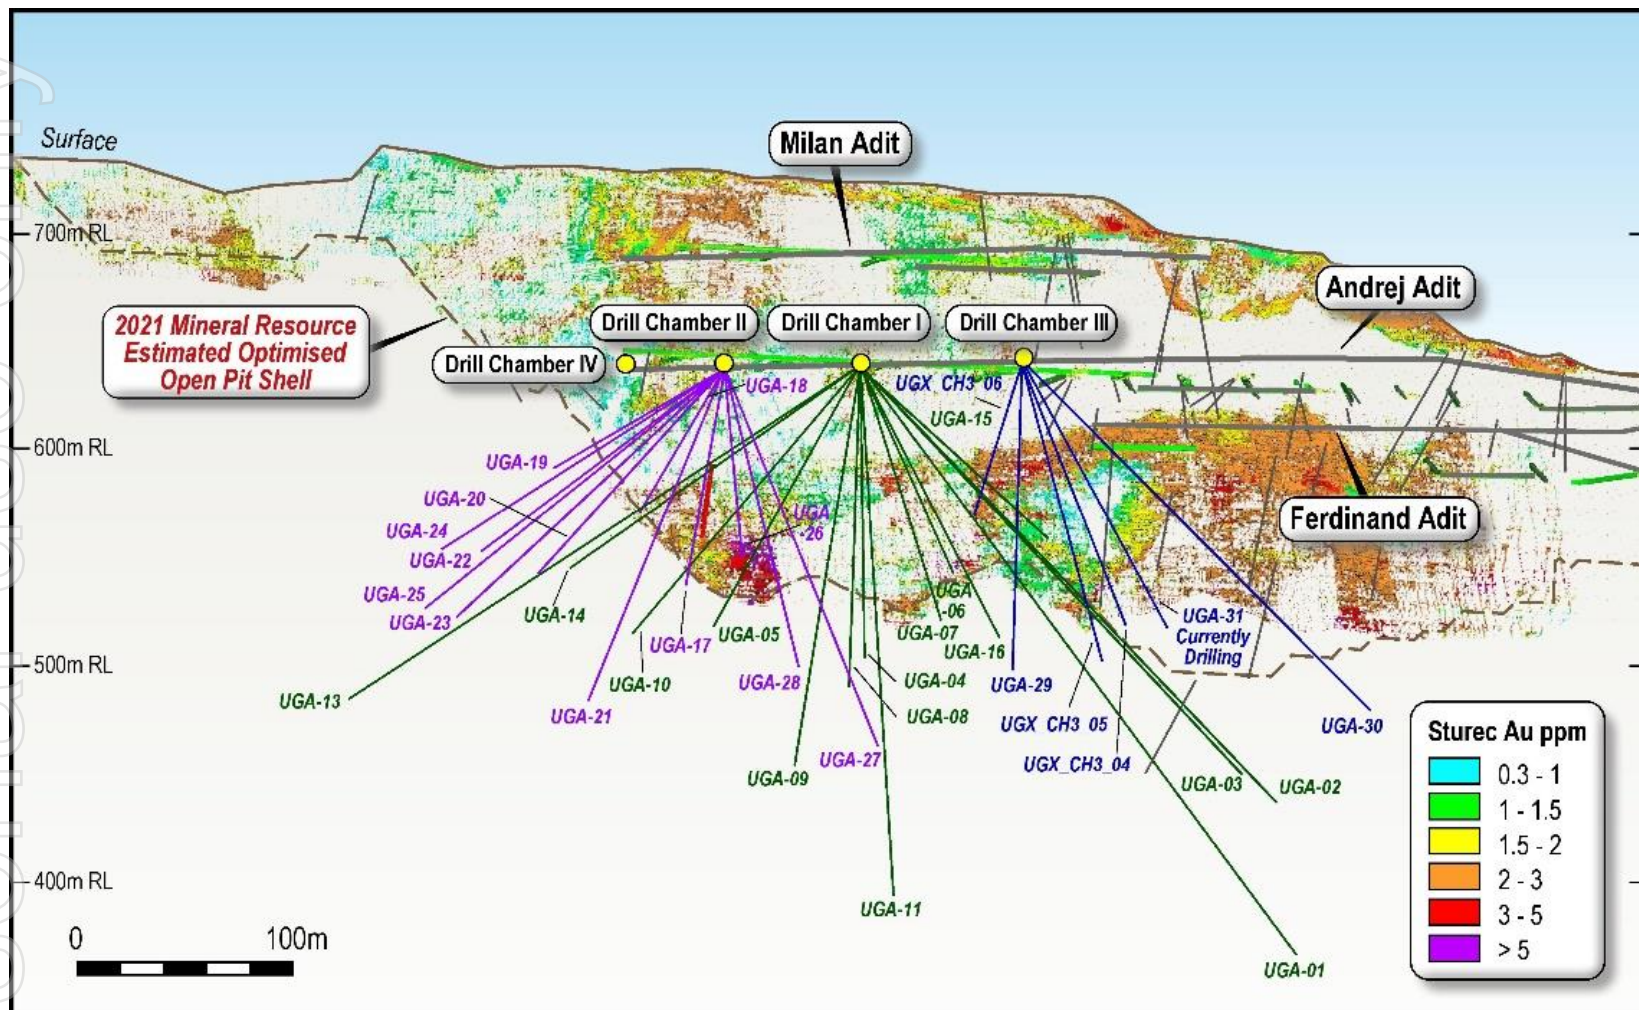 Surface
Milan Adit
700m RL
Andrej Adit
2021 Mineral Resource
Estimated Optimised
Open Pit Shell
Drill Chamber II
Drill Chamber I
Drill Chamber III
Drill Chamber IV
UGA-18
UGX_CH3_06
UGA-15
600m RL
UGA-19
UGA-20
UGA-24
UGA-22
UGA-25
UGA-23
UGA
-26
Ferdinand Adit
UGA-14
UGA-17
UGA-05
UGA
-06
UGA-07
UGA-16
UGA-31
Currently
Drilling
500m RL
UGA-13
UGA-10
UGA-21
UGA-28
UGA-04
UGA-08
UGA-29
UGX_CH3_05
UGX_CH3_04
UGA-30
UGA-09
UGA-27
UGA-03
UGA-02
400m RL
UGA-11
UGA-01
0 100m
Sturec Au ppm
0.3 - 1
1 - 1.5
1.5 - 2
2 - 3
3 - 5
> 5